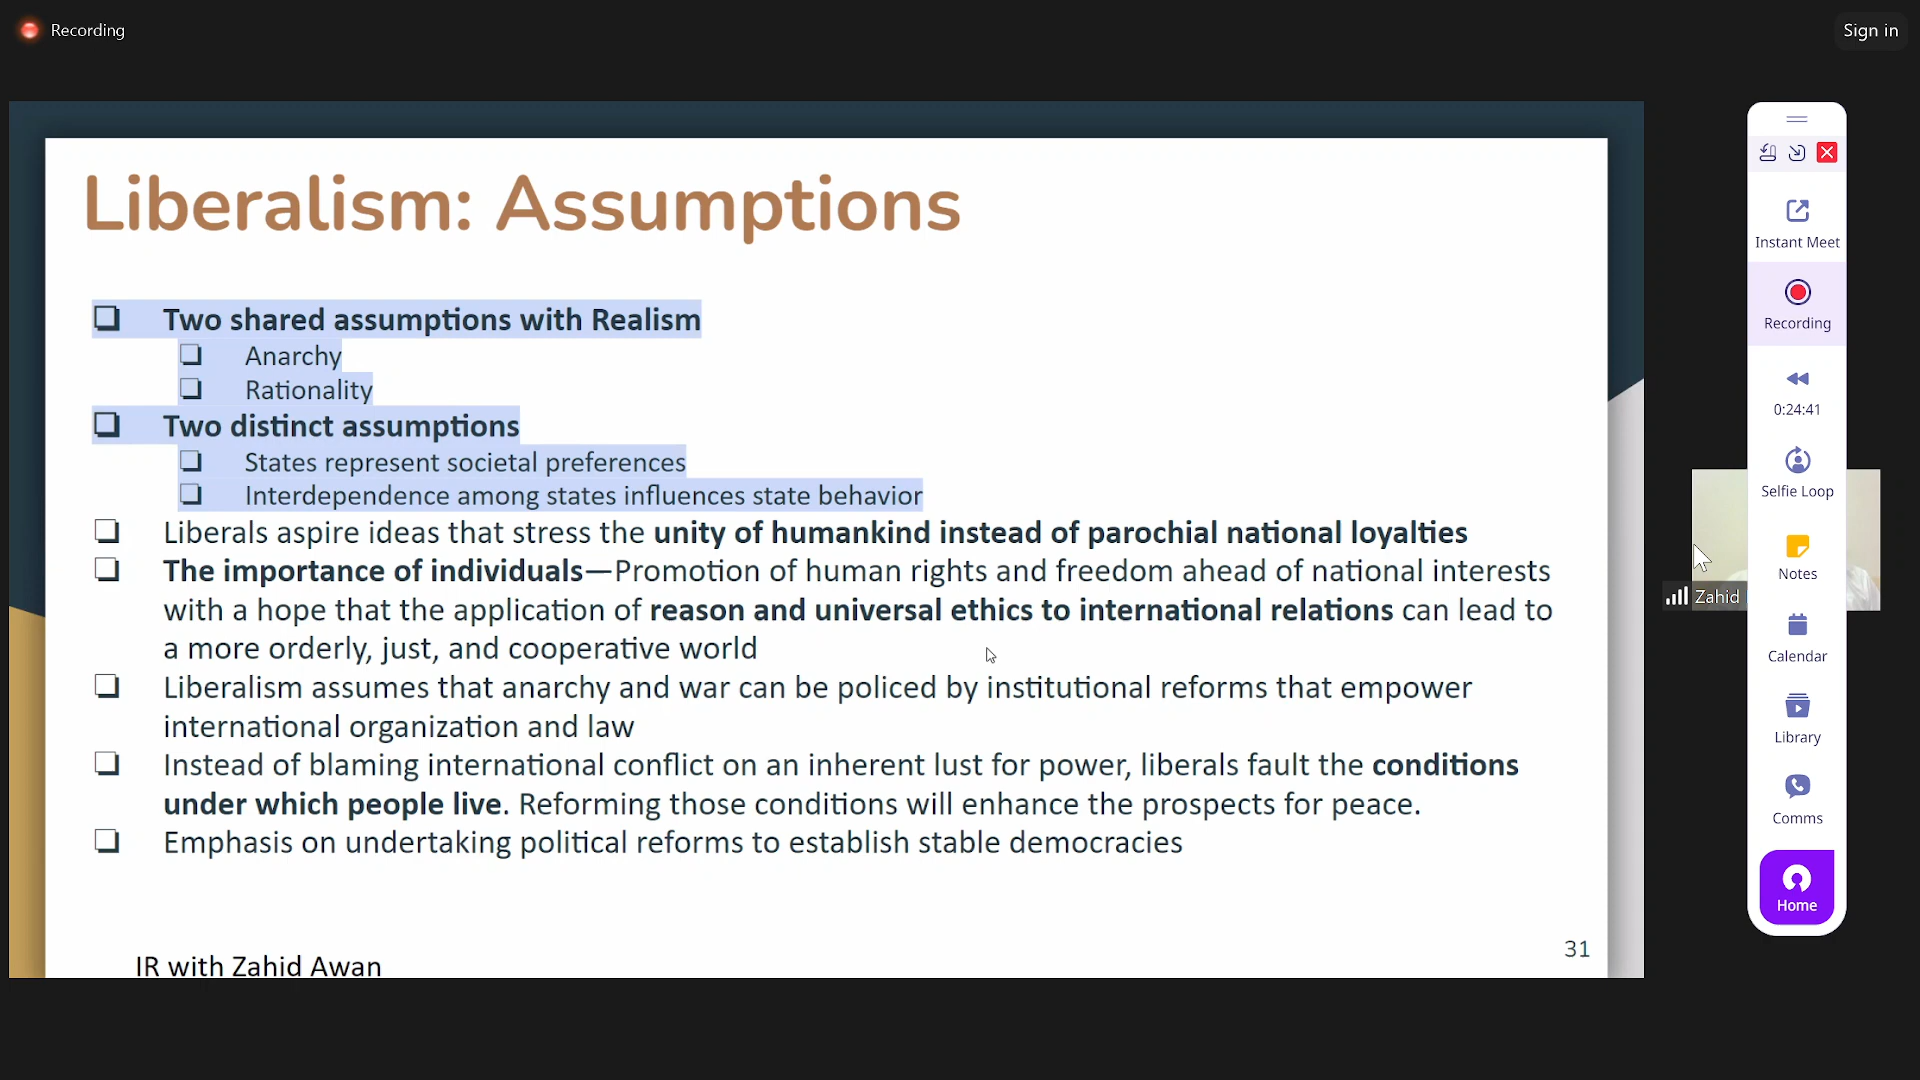 Recording
Sign in
Liberalism: Assumptions
Two shared assumptions with Realism
Anarchy
Rationality
Two distinct assumptions
States represent societal preferences
Interdependence among states influences state behavior
Liberals aspire ideas that stress the unity of humankind instead of parochial national loyalties
The importance of individuals—Promotion of human rights and freedom ahead of national interests
with a hope that the application of reason and universal ethics to international relations can lead to
a more orderly, just, and cooperative world
Liberalism assumes that anarchy and war can be policed by institutional reforms that empower
international organization and law
Instead of blaming international conflict on an inherent lust for power, liberals fault the conditions
under which people live. Reforming those conditions will enhance the prospects for peace.
Emphasis on undertaking political reforms to establish stable democracies
31
IR with Zahid Awan
Zahid
Instant Meet
Recording
0:24:41
Selfie Loop
Notes
Calendar
Library
Comms
Home